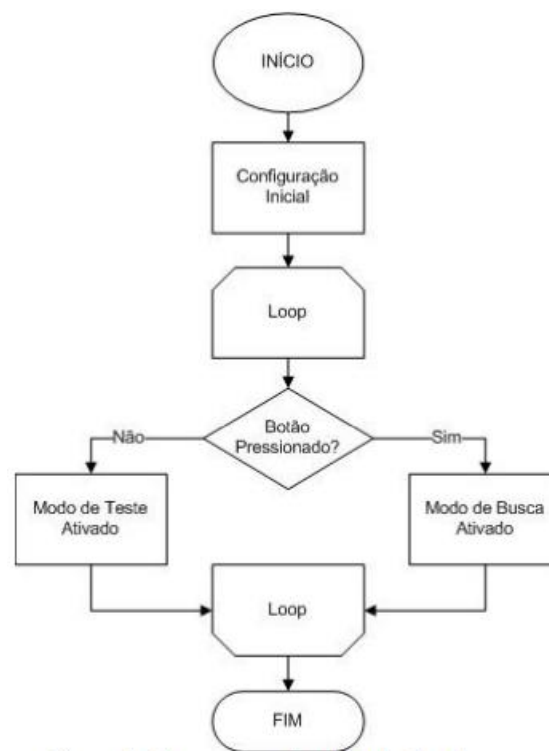 INÍCIO
Configuração
Inicial
Loop
Botão
Pressionado?
Não
Sim
Modo de Teste
Ativado
Modo de Busca
Ativado
Loop
FIM